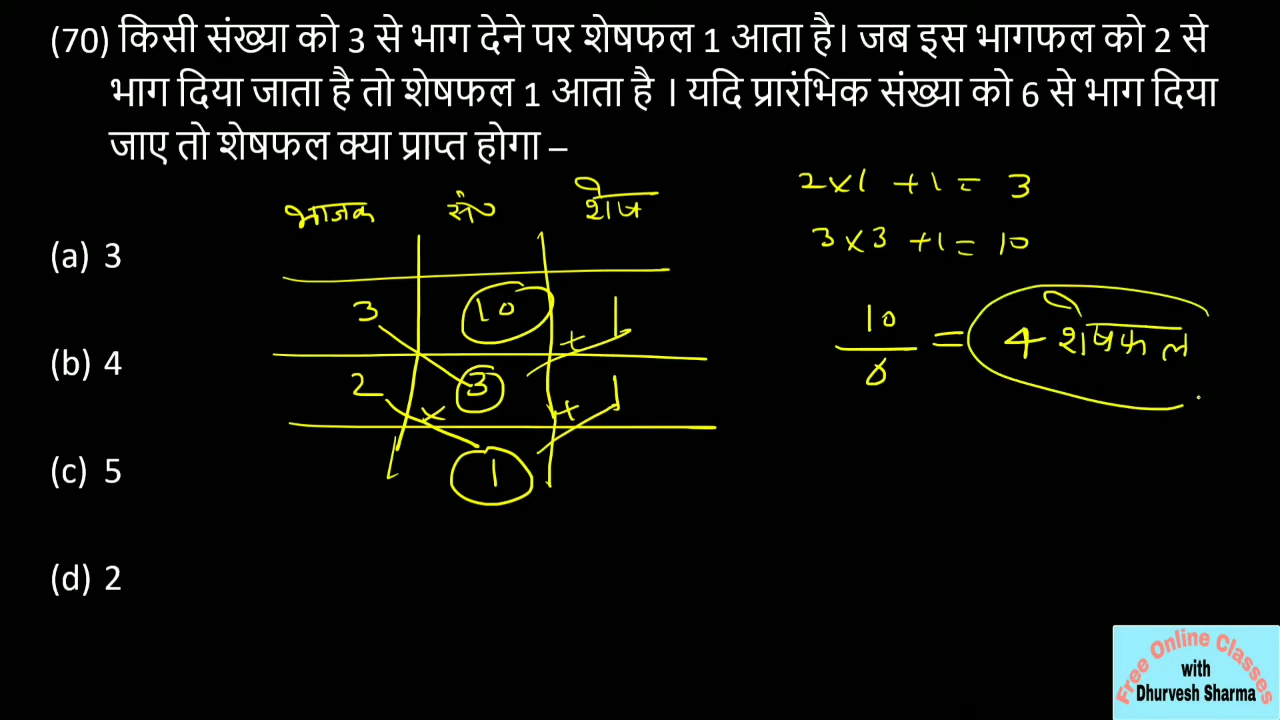 (70) किसी संख्या को 3 से भाग देने पर शेषफल 1 आता है। जब इस भागफल को 2 से
भाग दिया जाता है तो शेषफल 1 आता है । यदि प्रारंभिक संख्या को 6 से भाग दिया
जाए तो शेषफल क्या प्राप्त होगा –
भाजक सं० शेष
2×1 +1= 3
3×3 +1=10
(a) 3
3 10 1
+
10
6
= 4 शेषफल
(b) 4
2 3 1
× +
1
(c) 5
(d) 2
Free Online Classes
with
Dhurvesh Sharma